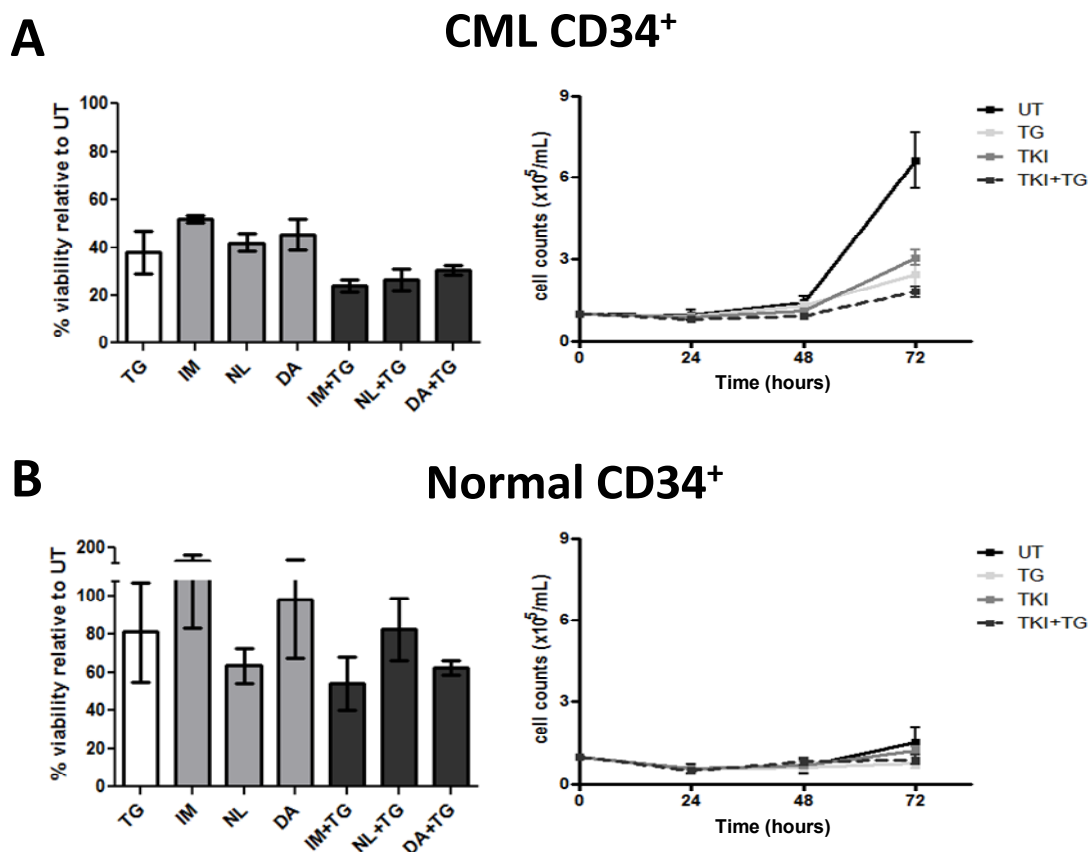 A
CML CD34+
% viability relative to UT
100
80
60
40
20
0
TG IM NL DA IM+TG NL+TG DA+TG
cell counts (x10⁵/mL)
9
6
3
0
0 24 48 72
Time (hours)
UT
TG
TKI
TKI+TG
B
Normal CD34+
% viability relative to UT
200
100
80
60
40
20
0
TG IM NL DA IM+TG NL+TG DA+TG
cell counts (x10⁵/mL)
9
6
3
0
0 24 48 72
Time (hours)
UT
TG
TKI
TKI+TG